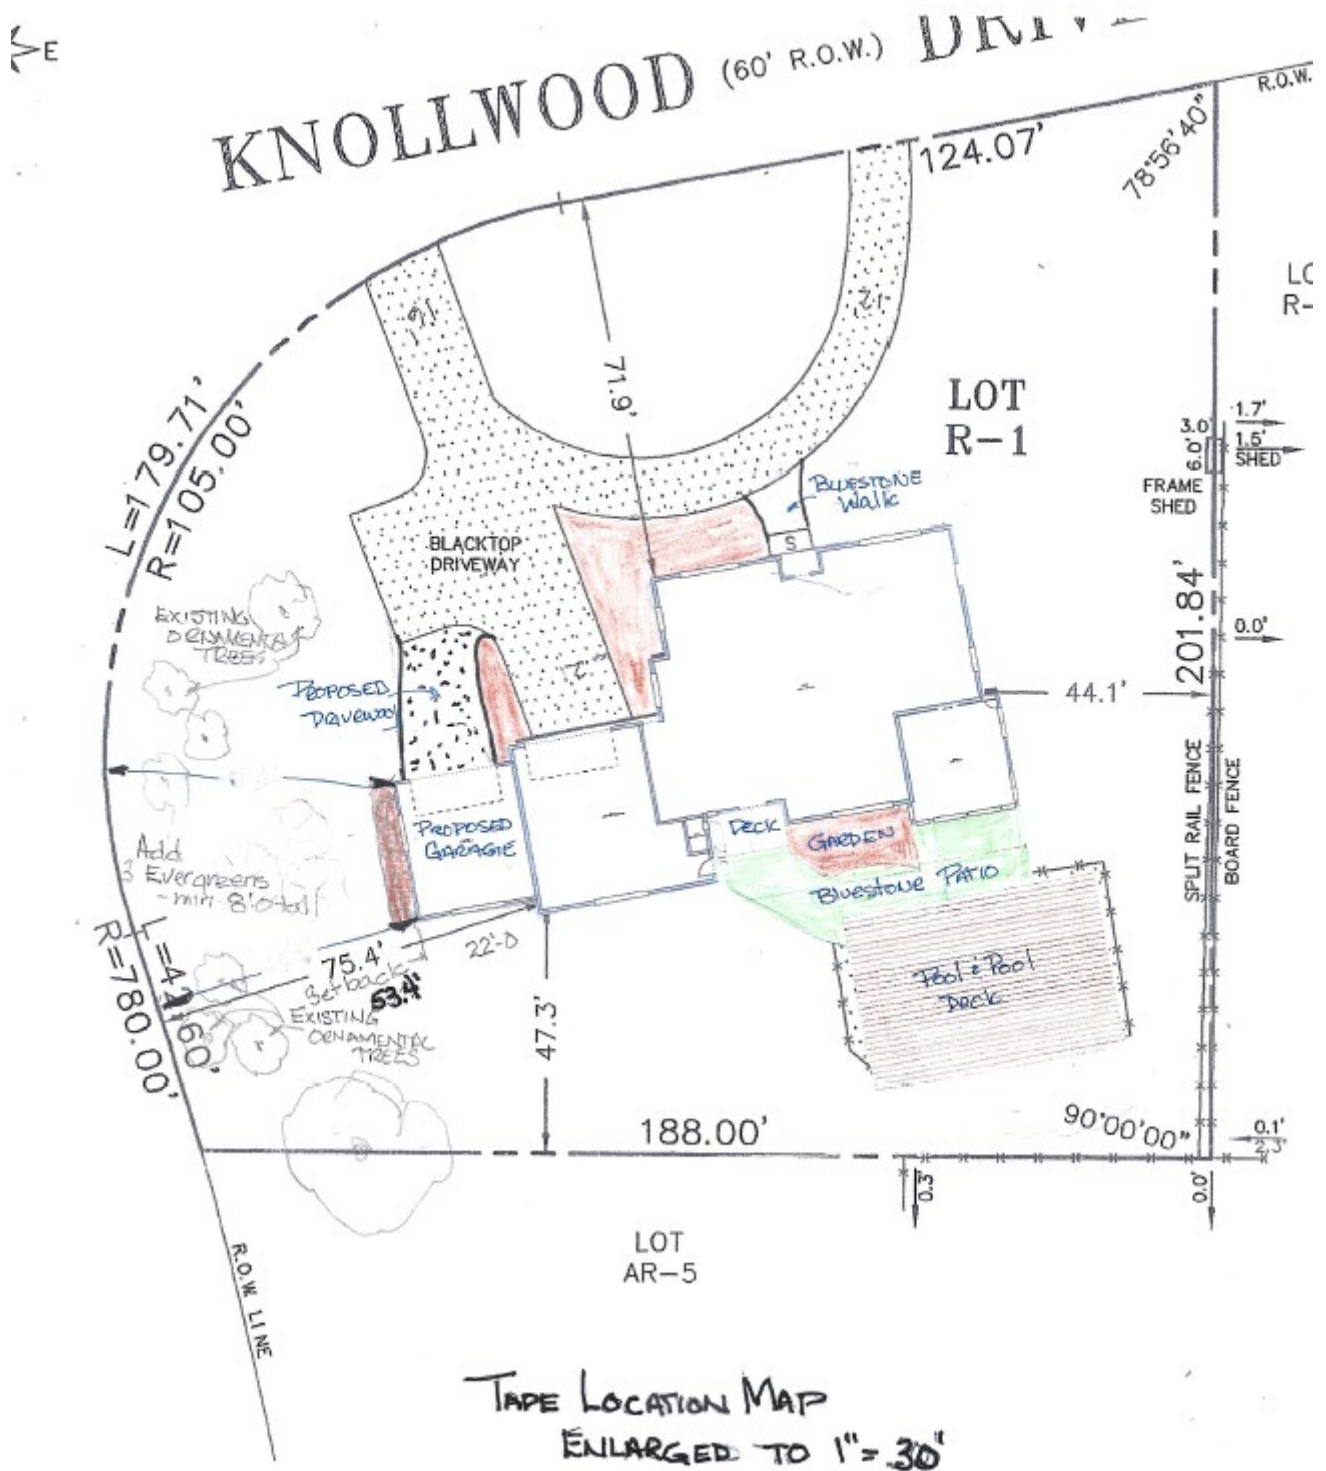 E
KNOLLWOOD (60' R.O.W.) DRIVE
R.O.W.
124.07'
78°56'40"
16'
12'
71.9'
L=179.71'
R=105.00'
LOT
R-1
1.7'
3.0'
6.0'
1.5'
SHED
FRAME
SHED
BLUESTONE
WALK
S
BLACKTOP
DRIVEWAY
EXISTING
ORNAMENTAL
TREES
PROPOSED
DRIVEWAY
201.84'
0.0'
44.1'
SPLIT RAIL FENCE
BOARD FENCE
PROPOSED
GARAGE
DECK
GARDEN
BLUESTONE PATIO
Add
3 Evergreens
- min 8'0 tall
POOL & POOL
DECK
75.4'
22'-0
Setback
53.4'
EXISTING
ORNAMENTAL
TREES
R=780.00'
47.3'
188.00'
90°00'00"
0.1'
2.3'
0.3'
0.0'
LOT
AR-5
R.O.W. LINE
TAPE LOCATION MAP
ENLARGED TO 1" = 30'